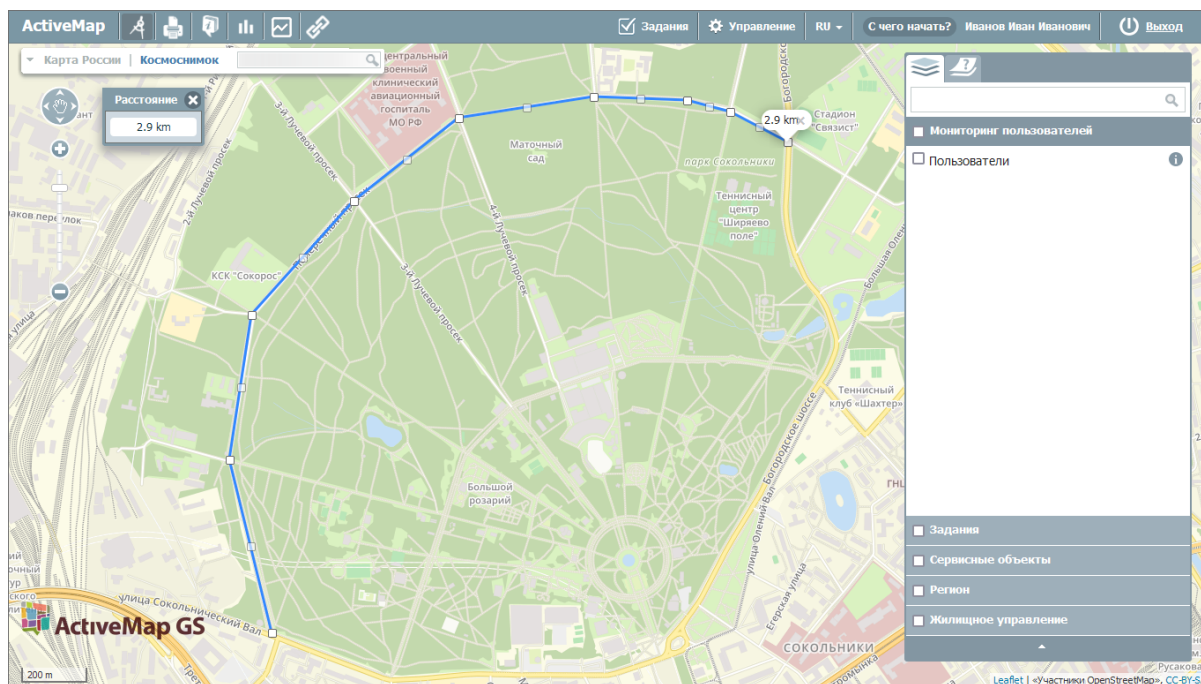 ActiveMap
Задания
Управление
RU
С чего начать?
Иванов Иван Иванович
Выход
Карта России | Космоснимок
Расстояние
2.9 km
Центральный
военный
клинический
авиационный
госпиталь
МО РФ
3-й Лучевой просек
2-й Лучевой просек
Маточный
сад
парк Сокольники
2.9 km
Стадион
"Связист"
Теннисный
центр
"Ширяево
поле"
4-й Лучевой просек
КСК "Сокорос"
3-й Лучевой просек
Теннисный
клуб «Шахтер»
Богородское шоссе
Большой
розарий
улица Олений Вал
Егерская улица
улица Сокольнический Вал
СОКОЛЬНИКИ
ActiveMap GS
200 m
Мониторинг пользователей
Пользователи
Задания
Сервисные объекты
Регион
Жилищное управление
Leaflet | «Участники OpenStreetMap», CC-BY-S